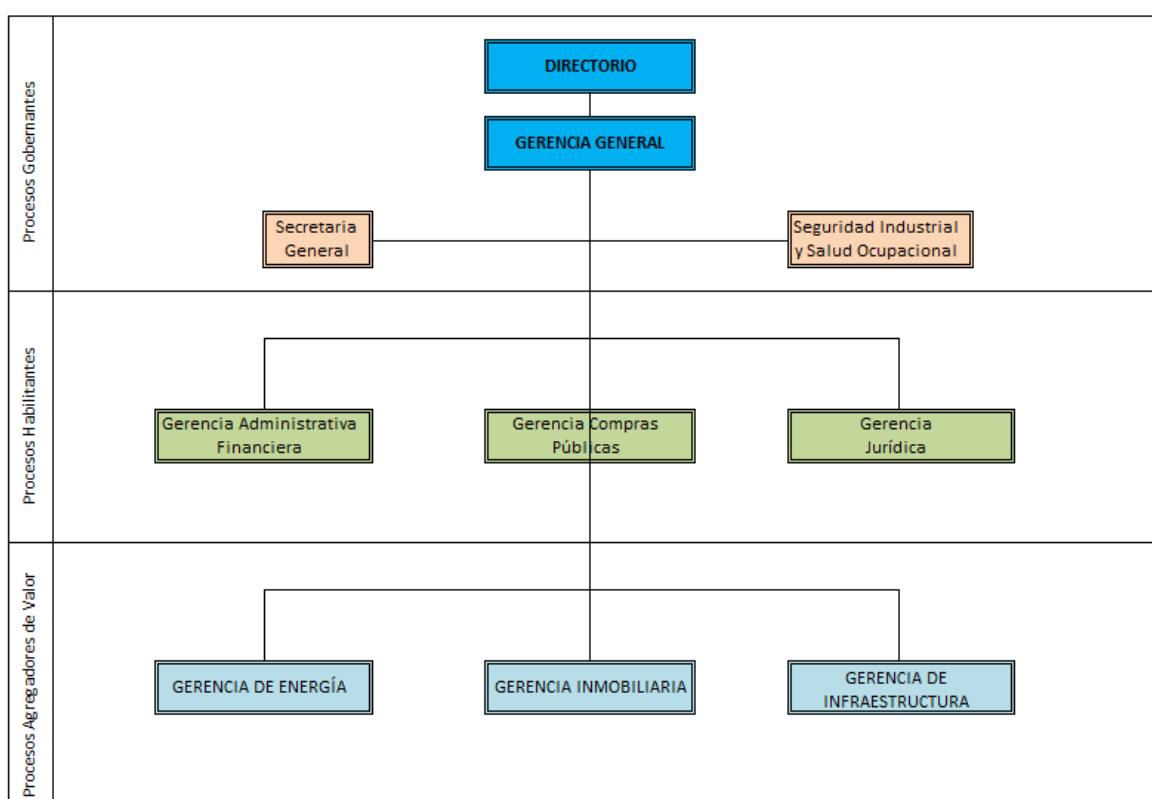 Procesos Gobernantes
DIRECTORIO
GERENCIA GENERAL
Secretaria
General
Seguridad Industrial
y Salud Ocupacional
Procesos Habilitantes
Gerencia Administrativa
Financiera
Gerencia Compras
Públicas
Gerencia
Jurídica
Procesos Agregadores de Valor
GERENCIA DE ENERGÍA
GERENCIA INMOBILIARIA
GERENCIA DE
INFRAESTRUCTURA